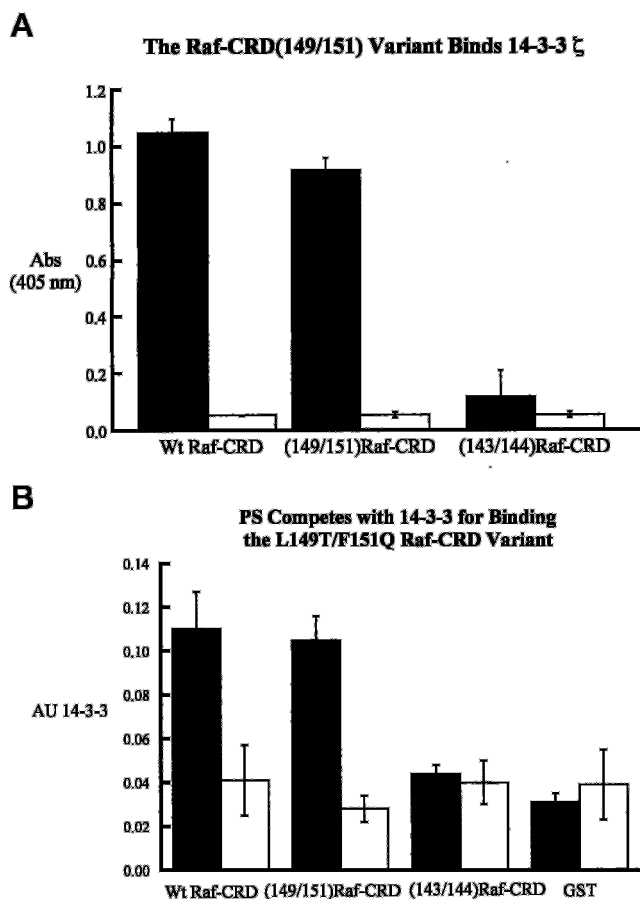 A
The Raf-CRD(149/151) Variant Binds 14-3-3 ζ
1.2
1.0
0.8
Abs
(405 nm)
0.6
0.4
0.2
0.0
Wt Raf-CRD (149/151)Raf-CRD (143/144)Raf-CRD
B
PS Competes with 14-3-3 for Binding
the L149T/F151Q Raf-CRD Variant
0.14
0.12
0.10
0.08
AU 14-3-3
0.06
0.04
0.02
0.00
Wt Raf-CRD (149/151)Raf-CRD (143/144)Raf-CRD GST